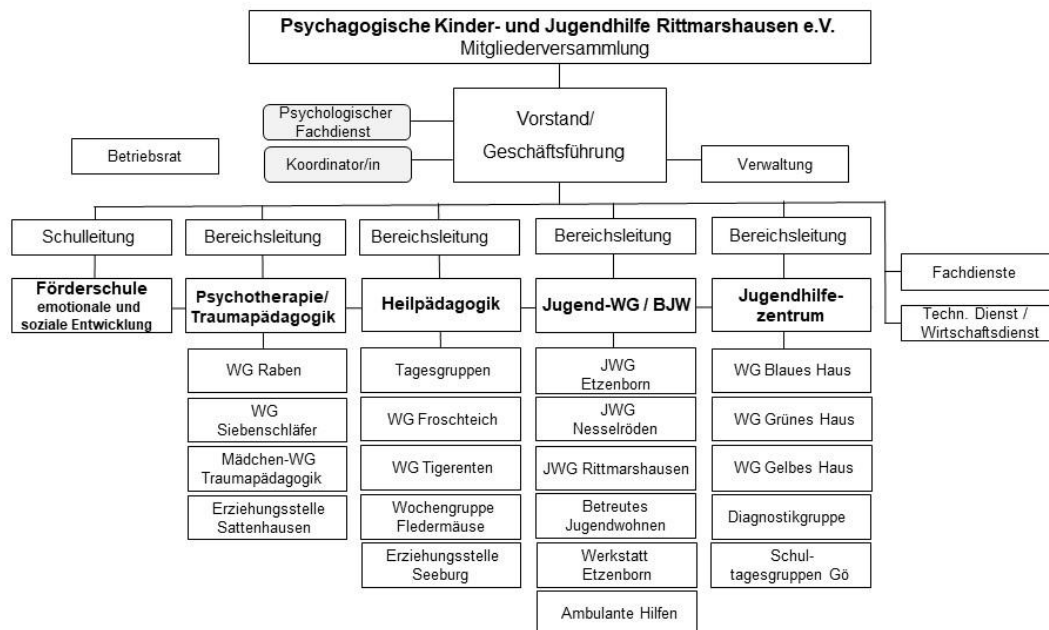 Psychagogische Kinder- und Jugendhilfe Rittmarshausen e.V.
Mitgliederversammlung
Psychologischer
Fachdienst
Vorstand/
Geschäftsführung
Betriebsrat
Koordinator/in
Verwaltung
Schulleitung
Bereichsleitung
Bereichsleitung
Bereichsleitung
Bereichsleitung
Fachdienste
Techn. Dienst /
Wirtschaftsdienst
Förderschule
emotionale und
soziale Entwicklung
Psychotherapie/
Traumapädagogik
Heilpädagogik
Jugend-WG / BJW
Jugendhilfe-
zentrum
WG Raben
WG
Siebenschläfer
Mädchen-WG
Traumapädagogik
Erziehungsstelle
Sattenhausen
Tagesgruppen
WG Froschteich
WG Tigerenten
Wochengruppe
Fledermäuse
Erziehungsstelle
Seeburg
JWG
Etzenborn
JWG
Nesselröden
JWG Rittmarshausen
Betreutes
Jugendwohnen
Werkstatt
Etzenborn
Ambulante Hilfen
WG Blaues Haus
WG Grünes Haus
WG Gelbes Haus
Diagnostikgruppe
Schul-
tagesgruppen Gö